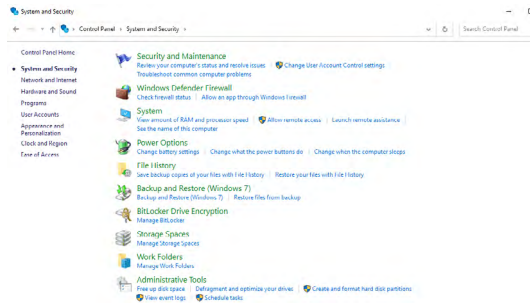 System and Security
Control Panel > System and Security >
Search Control Panel
Control Panel Home
System and Security
Network and Internet
Hardware and Sound
Programs
User Accounts
Appearance and
Personalization
Clock and Region
Ease of Access
Security and Maintenance
Review your computer's status and resolve issues | Change User Account Control settings |
Troubleshoot common computer problems
Windows Defender Firewall
Check firewall status | Allow an app through Windows Firewall
System
View amount of RAM and processor speed | Allow remote access | Launch remote assistance |
See the name of this computer
Power Options
Change battery settings | Change what the power buttons do | Change when the computer sleeps
File History
Save backup copies of your files with File History | Restore your files with File History
Backup and Restore (Windows 7)
Backup and Restore (Windows 7) | Restore files from backup
BitLocker Drive Encryption
Manage BitLocker
Storage Spaces
Manage Storage Spaces
Work Folders
Manage Work Folders
Administrative Tools
Free up disk space | Defragment and optimize your drives | Create and format hard disk partitions
View event logs | Schedule tasks